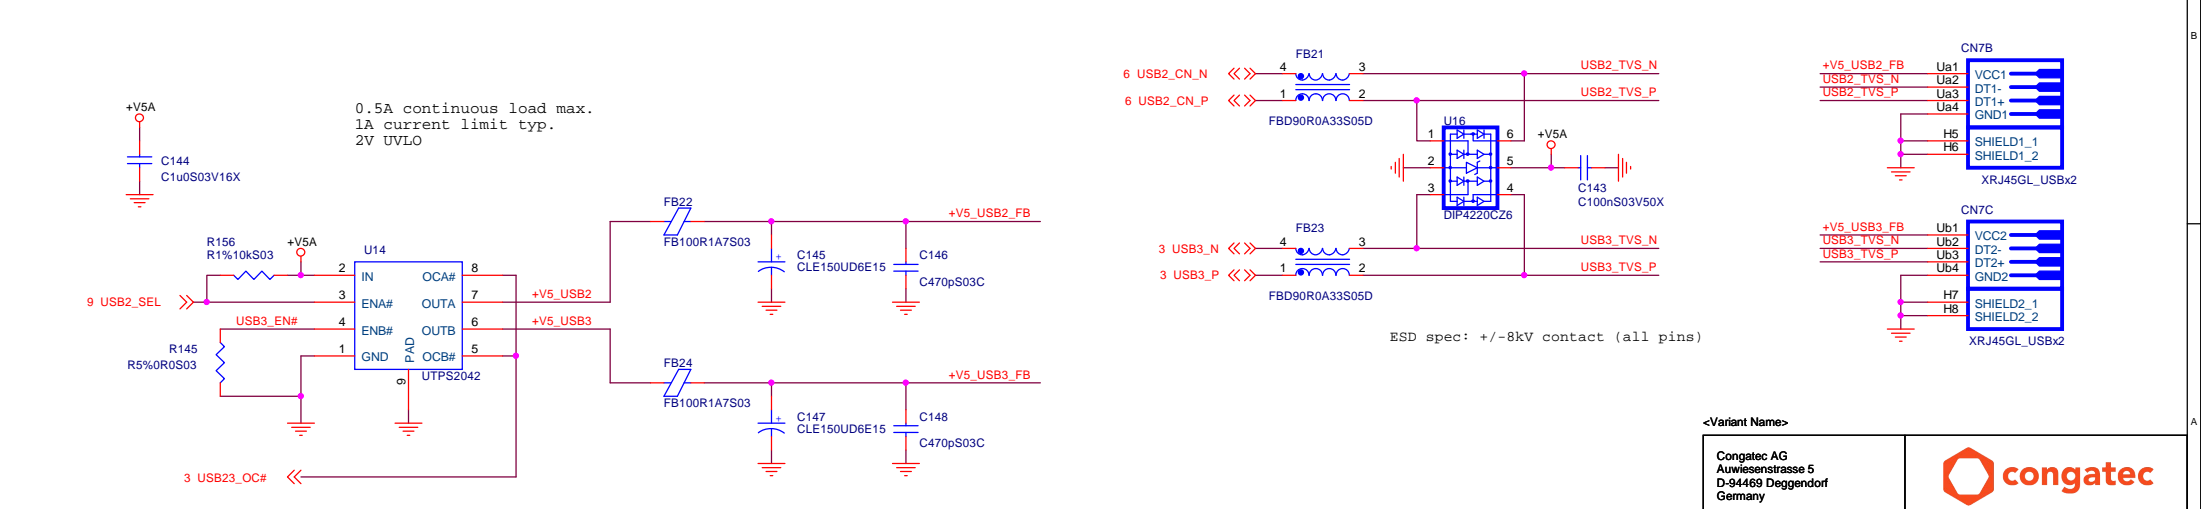 B
+V5A
C144
C1u0S03V16X
0.5A continuous load max.
1A current limit typ.
2V UVLO
R156
R1%10kS03
+V5A
U14
9 USB2_SEL
USB3_EN#
R145
R5%0R0S03
2 IN
3 ENA#
4 ENB#
1 GND
PAD
9
OCA# 8
OUTA 7
OUTB 6
OCB# 5
UTPS2042
3 USB23_OC#
+V5_USB2
+V5_USB3
FB22
FB100R1A7S03
+V5_USB2_FB
C145
CLE150UD6E15
C146
C470pS03C
FB24
FB100R1A7S03
+V5_USB3_FB
C147
CLE150UD6E15
C148
C470pS03C
FB21
6 USB2_CN_N
4 3
USB2_TVS_N
6 USB2_CN_P
1 2
USB2_TVS_P
FBD90R0A33S05D
U16
1 6
2 5
3 4
DIP4220CZ6
+V5A
C143
C100nS03V50X
FB23
3 USB3_N
4 3
USB3_TVS_N
3 USB3_P
1 2
USB3_TVS_P
FBD90R0A33S05D
ESD spec: +/-8kV contact (all pins)
CN7B
+V5_USB2_FB Ua1 VCC1
USB2_TVS_N Ua2 DT1-
USB2_TVS_P Ua3 DT1+
Ua4 GND1
H5 SHIELD1_1
H6 SHIELD1_2
XRJ45GL_USBx2
CN7C
+V5_USB3_FB Ub1 VCC2
USB3_TVS_N Ub2 DT2-
USB3_TVS_P Ub3 DT2+
Ub4 GND2
H7 SHIELD2_1
H8 SHIELD2_2
XRJ45GL_USBx2
A
<Variant Name>
Congatec AG
Auwiesenstrasse 5
D-94469 Deggendorf
Germany
congatec